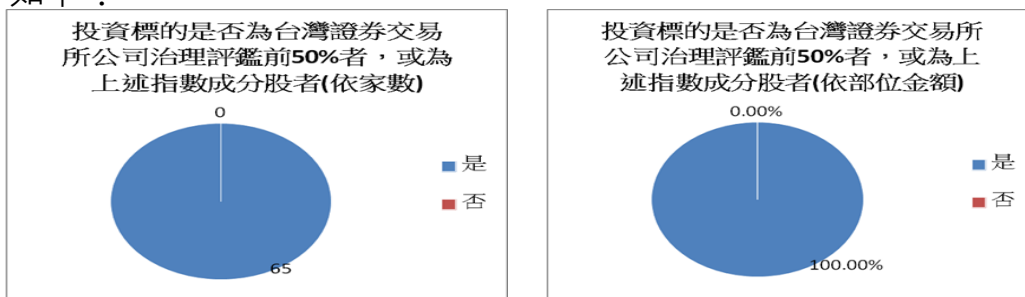 投資標的是否為台灣證券交易
所公司治理評鑑前50%者，或為
上述指數成分股者(依家數)
0
是
否
65
投資標的是否為台灣證券交易所
公司治理評鑑前50%者，或為上
述指數成分股者(依部位金額)
0.00%
是
否
100.00%